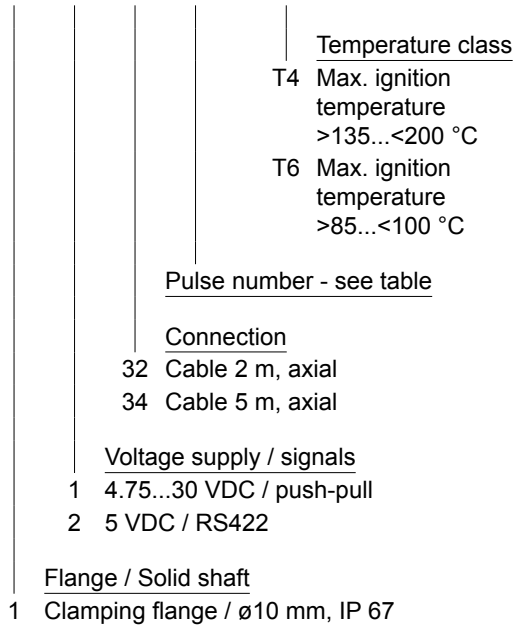 Temperature class
T4 Max. ignition
temperature
>135...<200 °C
T6 Max. ignition
temperature
>85...<100 °C
Pulse number - see table
Connection
32 Cable 2 m, axial
34 Cable 5 m, axial
Voltage supply / signals
1 4.75...30 VDC / push-pull
2 5 VDC / RS422
Flange / Solid shaft
1 Clamping flange / ø10 mm, IP 67